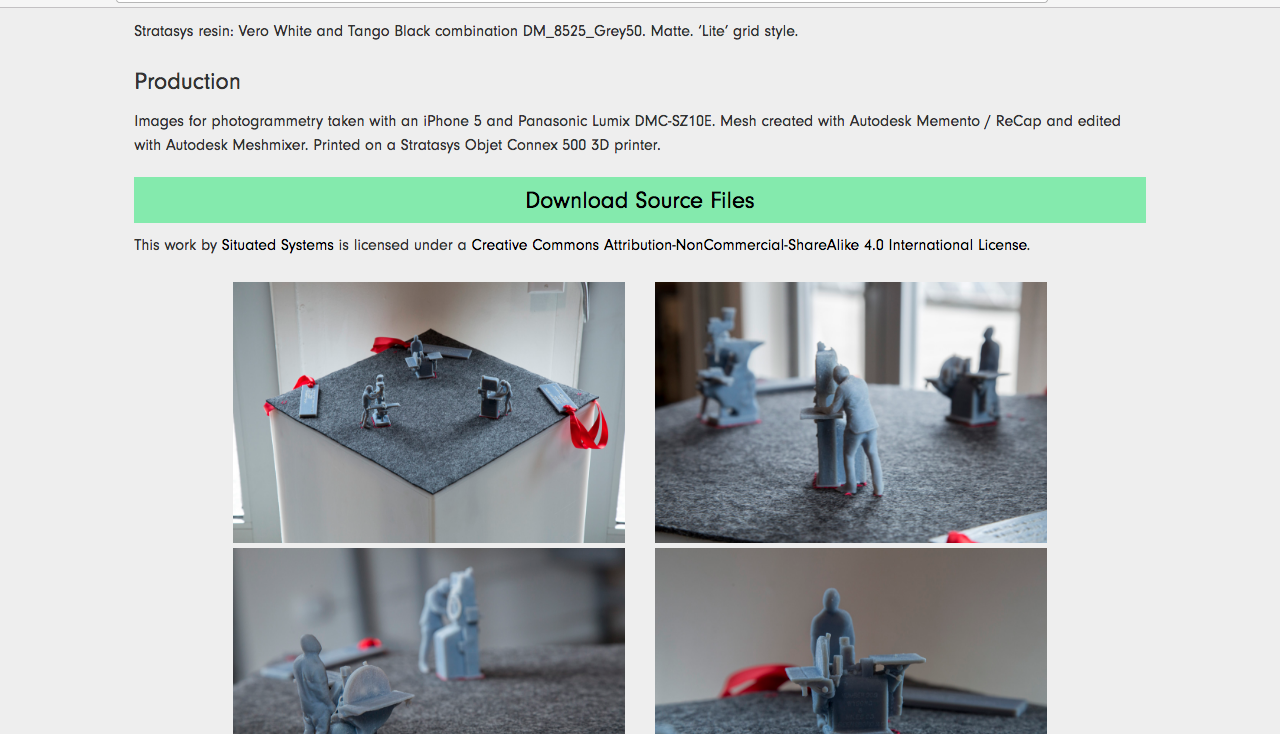 Stratasys resin: Vero White and Tango Black combination DM_8525_Grey50. Matte. ‘Lite’ grid style.
Production
Images for photogrammetry taken with an iPhone 5 and Panasonic Lumix DMC-SZ10E. Mesh created with Autodesk Memento / ReCap and edited
with Autodesk Meshmixer. Printed on a Stratasys Objet Connex 500 3D printer.
Download Source Files
This work by Situated Systems is licensed under a Creative Commons Attribution-NonCommercial-ShareAlike 4.0 International License.